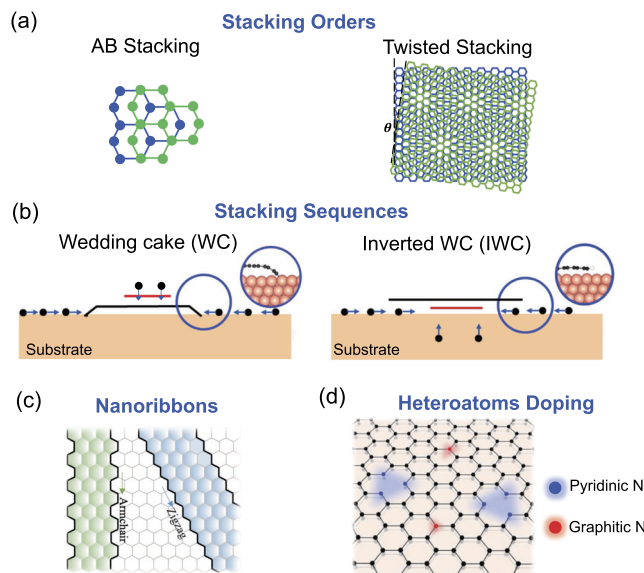 (a)
Stacking Orders
AB Stacking
Twisted Stacking
θ
(b)
Stacking Sequences
Wedding cake (WC)
Inverted WC (IWC)
Substrate
Substrate
(c)
Nanoribbons
Armchair
Zigzag
(d)
Heteroatoms Doping
Pyridinic N
Graphitic N